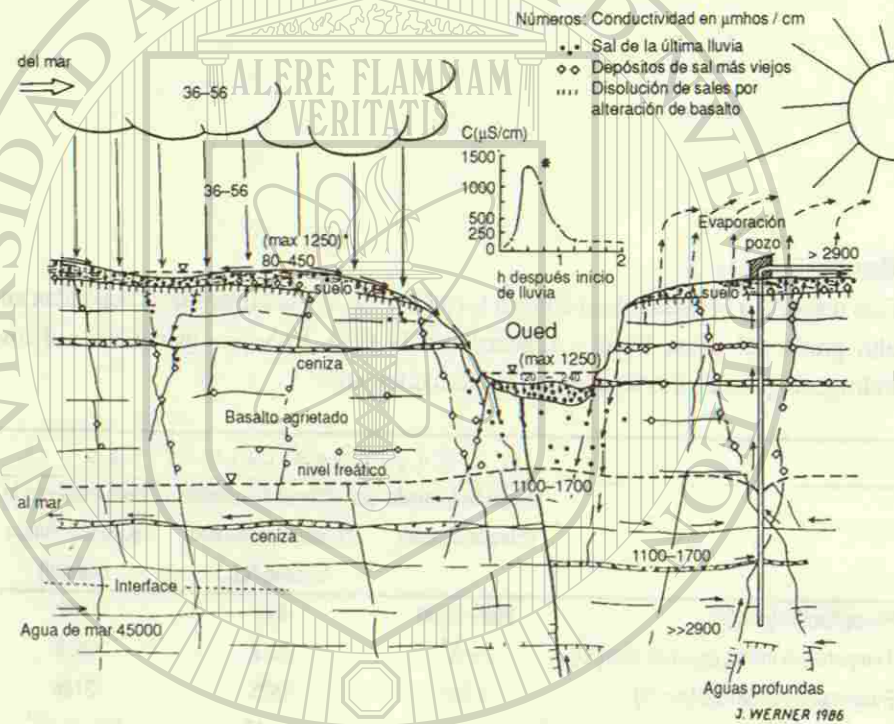 Números: Conductividad en μmhos / cm
Sal de la última lluvia
Depósitos de sal más viejos
Disolución de sales por
alteración de basalto
del mar
36–56
ALERE FLAMMAM
VERITATIS
C(μS/cm)
1500
1000
500
250
0
1
2
*
h después inicio
de lluvia
36–56
Evaporación
pozo
> 2900
(max 1250)*
80–450
suelo
suelo
Oued
(max 1250)
120 – 240
ceniza
Basalto agrietado
nivel freático
1100–1700
al mar
ceniza
1100–1700
Interface
Agua de mar 45000
>>2900
Aguas profundas
J. WERNER 1986